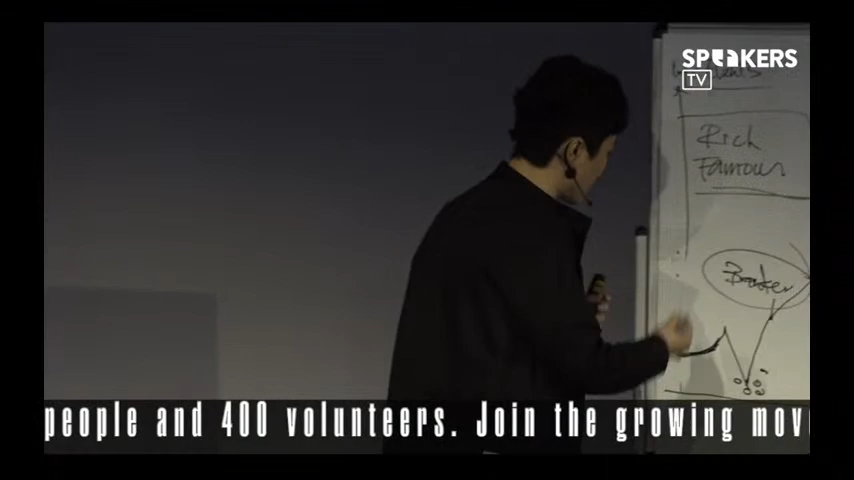 SPEAKERS
TV
Rich
Famous
people and 400 volunteers. Join the growing mov